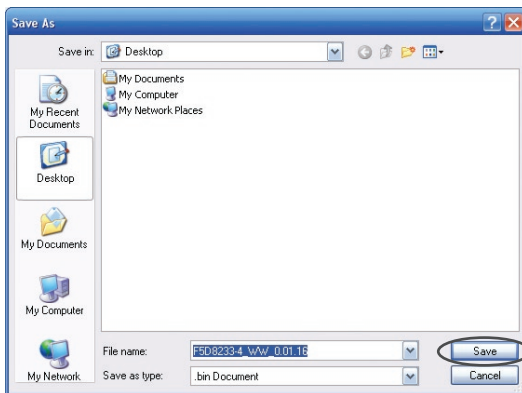 Save As
Save in: Desktop
My Recent
Documents
Desktop
My Documents
My Computer
My Network
My Documents
My Computer
My Network Places
File name: F5D8233-4_WW_0.01.16 Save
Save as type: .bin Document Cancel